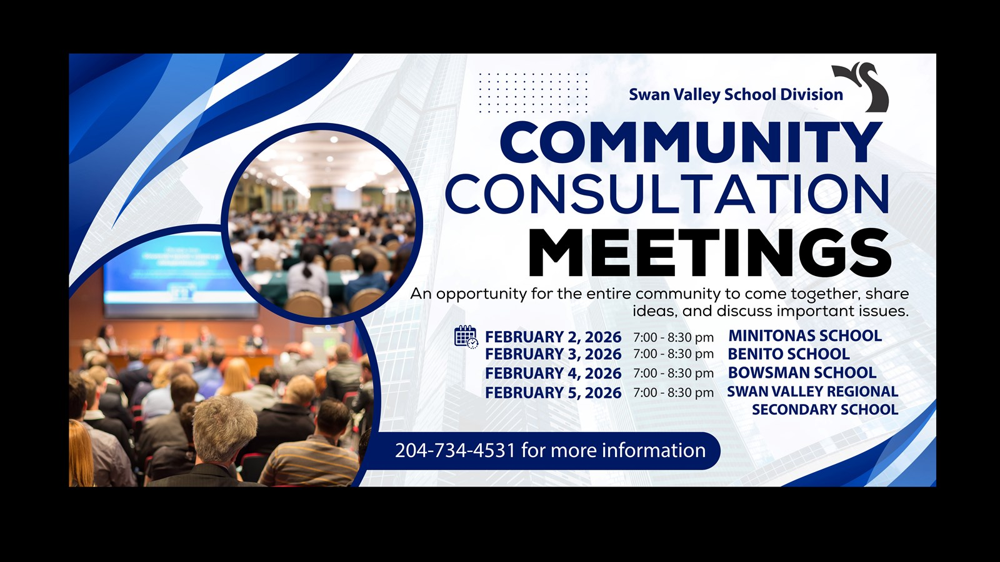 Swan Valley School Division
COMMUNITY
CONSULTATION
MEETINGS
An opportunity for the entire community to come together, share
ideas, and discuss important issues.
FEBRUARY 2, 2026 7:00 - 8:30 pm MINITONAS SCHOOL
FEBRUARY 3, 2026 7:00 - 8:30 pm BENITO SCHOOL
FEBRUARY 4, 2026 7:00 - 8:30 pm BOWSMAN SCHOOL
FEBRUARY 5, 2026 7:00 - 8:30 pm SWAN VALLEY REGIONAL
SECONDARY SCHOOL
204-734-4531 for more information